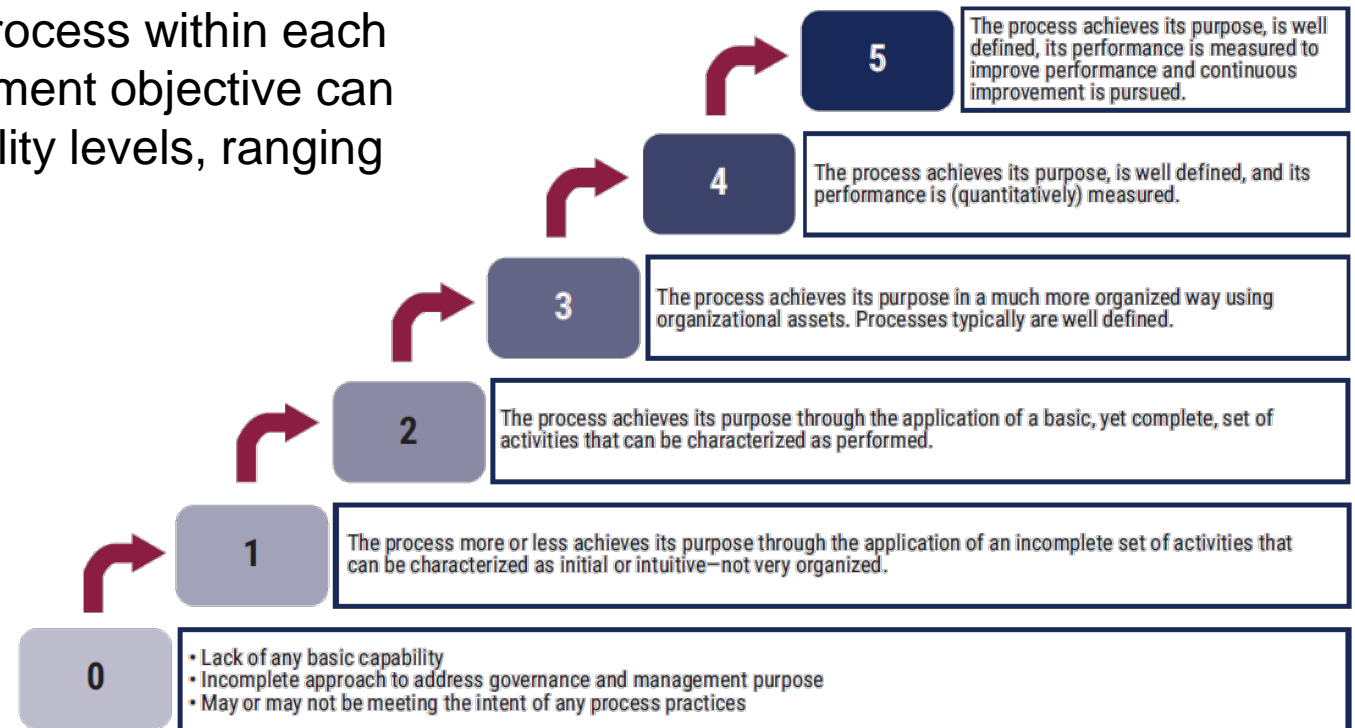 rocess within each
ment objective can
lity levels, ranging
5
The process achieves its purpose, is well
defined, its performance is measured to
improve performance and continuous
improvement is pursued.
4
The process achieves its purpose, is well defined, and its
performance is (quantitatively) measured.
3
The process achieves its purpose in a much more organized way using
organizational assets. Processes typically are well defined.
2
The process achieves its purpose through the application of a basic, yet complete, set of
activities that can be characterized as performed.
1
The process more or less achieves its purpose through the application of an incomplete set of activities that
can be characterized as initial or intuitive—not very organized.
0
• Lack of any basic capability
• Incomplete approach to address governance and management purpose
• May or may not be meeting the intent of any process practices